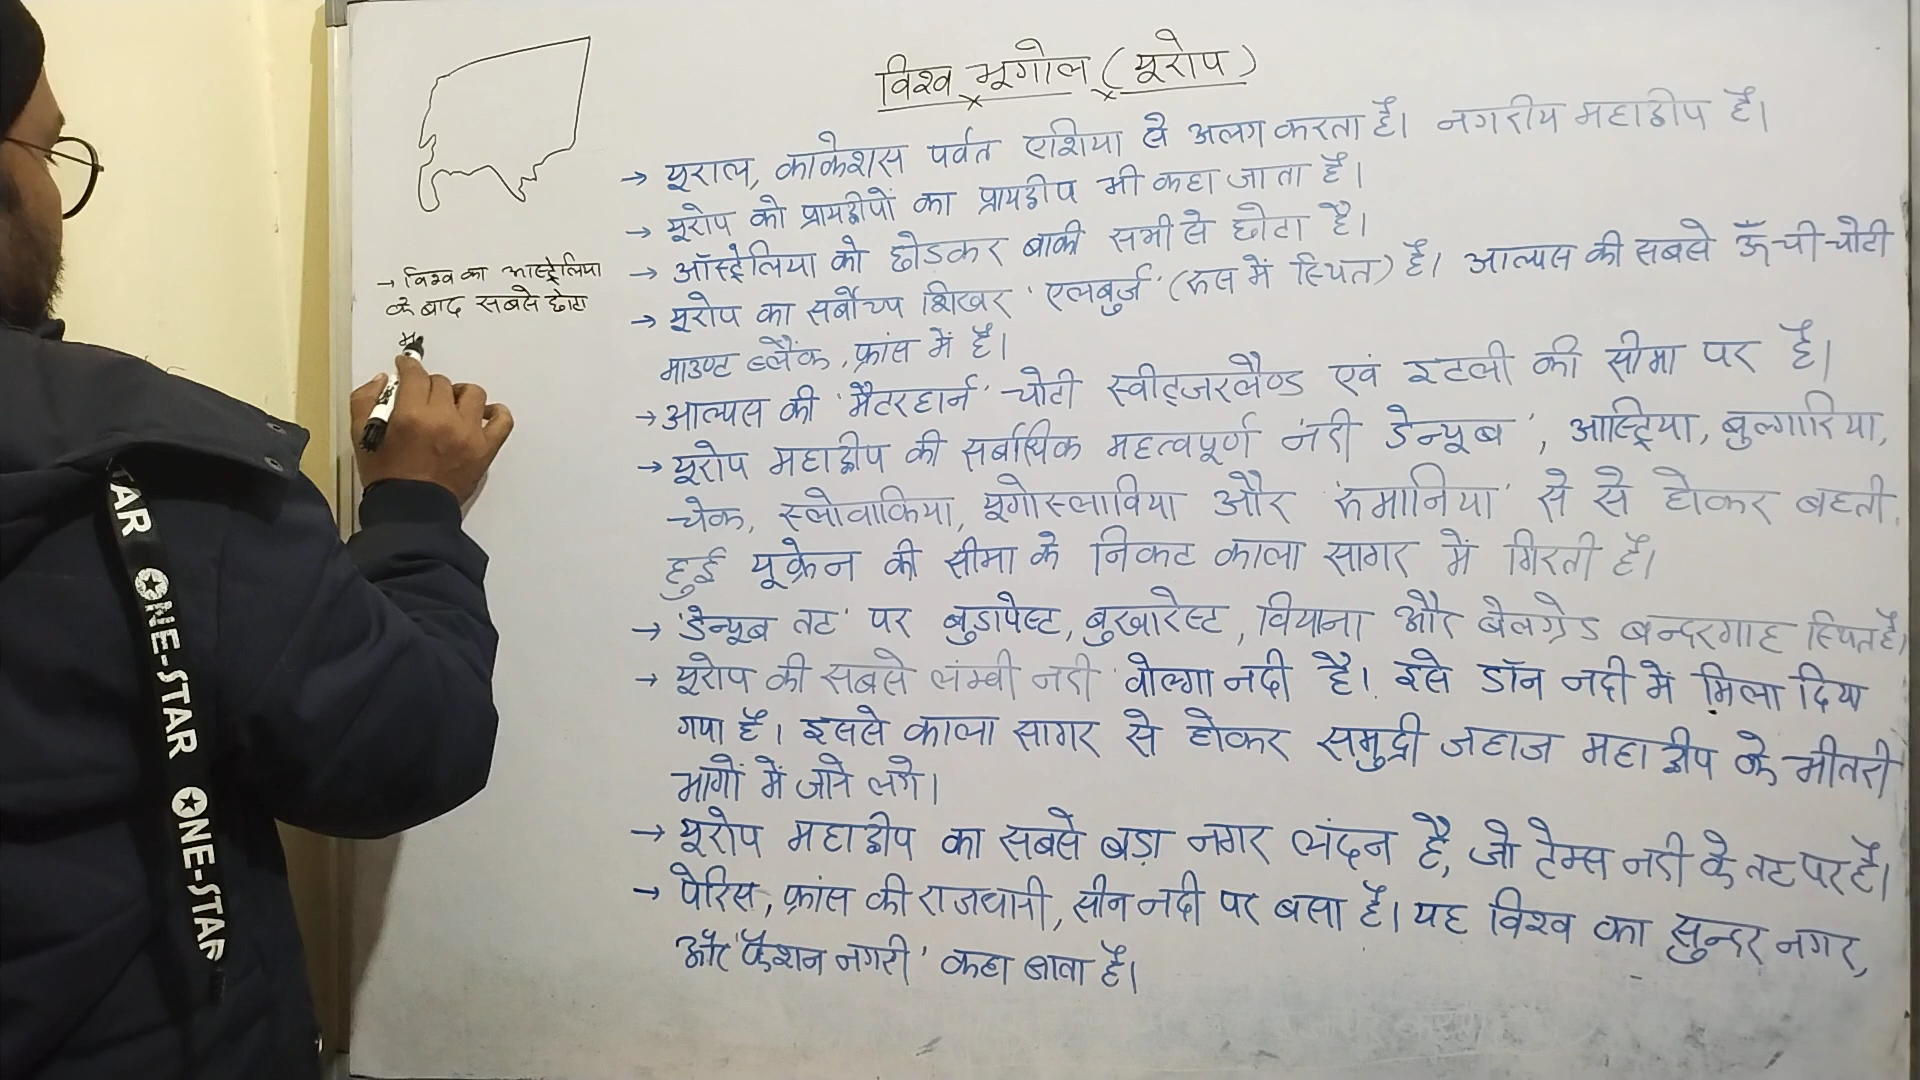 विश्व भूगोल (यूरोप)
→ यूराल, काकेशस पर्वत एशिया से अलग करता है। नगरीय महाद्वीप है।
→ यूरोप को प्रायद्वीपों का प्रायद्वीप भी कहा जाता है।
→ ऑस्ट्रेलिया को छोडकर बाकी सभी से छोटा है।
→ यूरोप का सर्वोच्च शिखर 'एलबुर्ज' (रूस में स्थित) है। आल्पस की सबसे ऊँची चोटी
माउण्ट ब्लैंक, फ्रांस में है।
→ आल्पस की 'मैटरहार्न' चोटी स्वीट्जरलैण्ड एवं इटली की सीमा पर है।
→ यूरोप महाद्वीप की सर्वाधिक महत्वपूर्ण नदी डेन्यूब', आस्ट्रिया, बुल्गारिया,
चेक, स्लोवाकिया, यूगोस्लाविया और 'रुमानिया' से से होकर बहती
हुई यूक्रेन की सीमा के निकट काला सागर में गिरती है।
→ 'डेन्यूब तट' पर बुडापेस्ट, बुखारेस्ट, वियाना और बेलग्रेड बन्दरगाह स्थित है।
→ यूरोप की सबसे लंम्बी नदी वोल्गा नदी है। इसे डॉन नदी में मिला दिया
गया है। इससे काला सागर से होकर समुद्री जहाज महाद्वीप के भीतरी
भागों में जाने लगे।
→ यूरोप महाद्वीप का सबसे बड़ा नगर लंदन है, जो टेम्स नदी के तट पर है।
→ पेरिस, फ्रांस की राजधानी, सीन नदी पर बसा है। यह विश्व का सुन्दर नगर,
और 'फैशन नगरी' कहा जाता है।
→ विश्व का आस्ट्रेलिया
के बाद सबसे छोटा
म
TAR ONE-STAR ONE-STAR